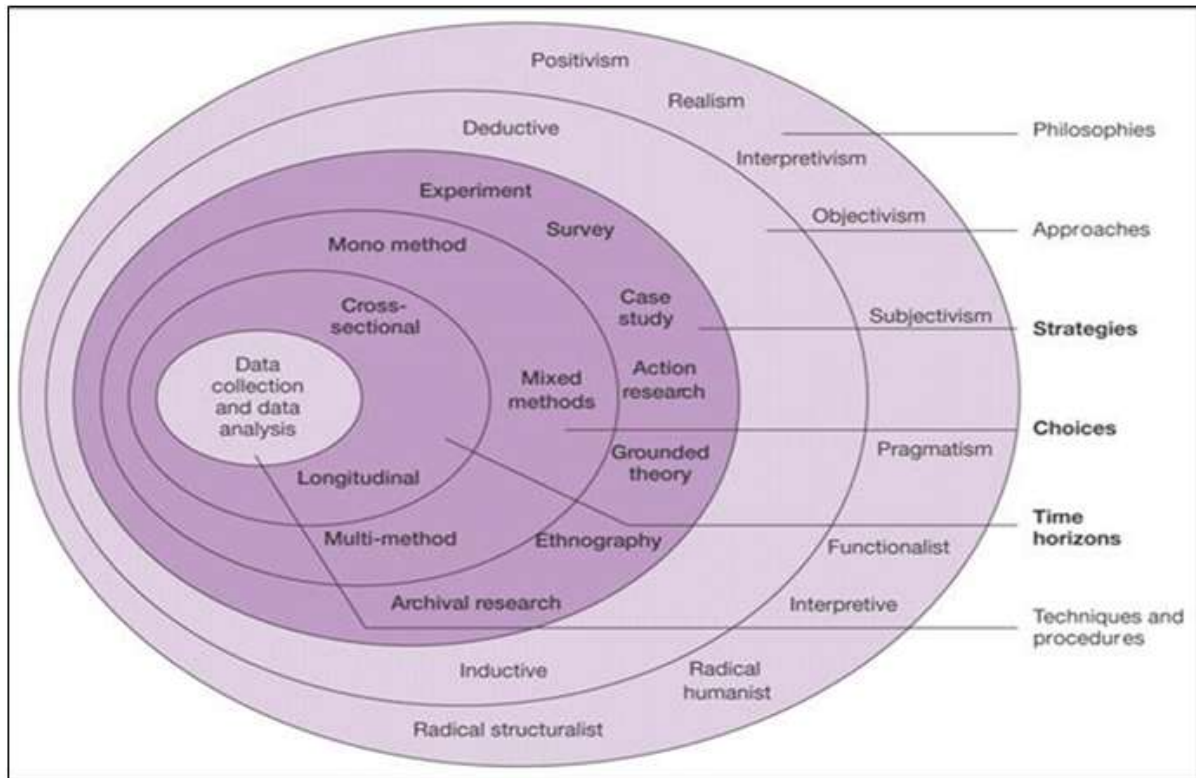 Positivism
Realism
Philosophies
Deductive
Interpretivism
Experiment
Objectivism
Survey
Approaches
Mono method
Case
study
Cross-
sectional
Subjectivism
Strategies
Data
collection
and data
analysis
Mixed
methods
Action
research
Choices
Grounded
theory
Pragmatism
Longitudinal
Time
horizons
Multi-method
Ethnography
Functionalist
Archival research
Interpretive
Techniques and
procedures
Inductive
Radical
humanist
Radical structuralist